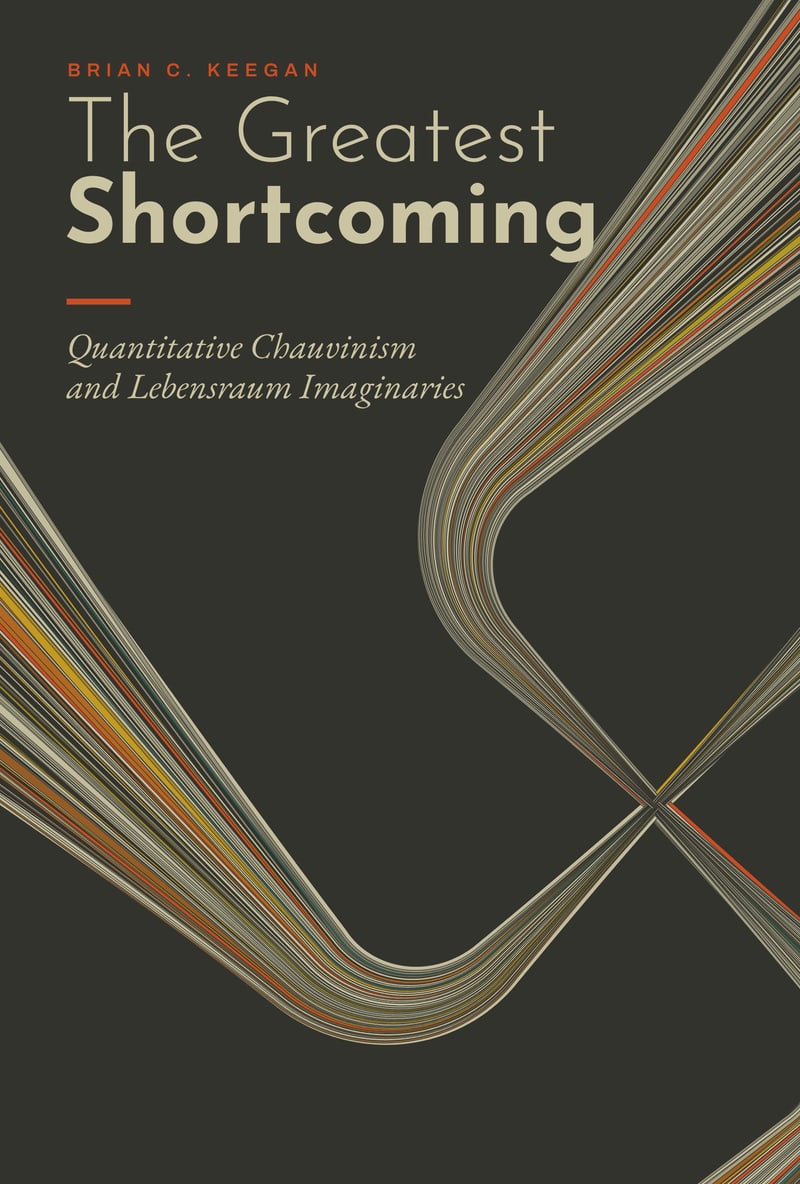 BRIAN C. KEEGAN
The Greatest
Shortcoming
Quantitative Chauvinism
and Lebensraum Imaginaries